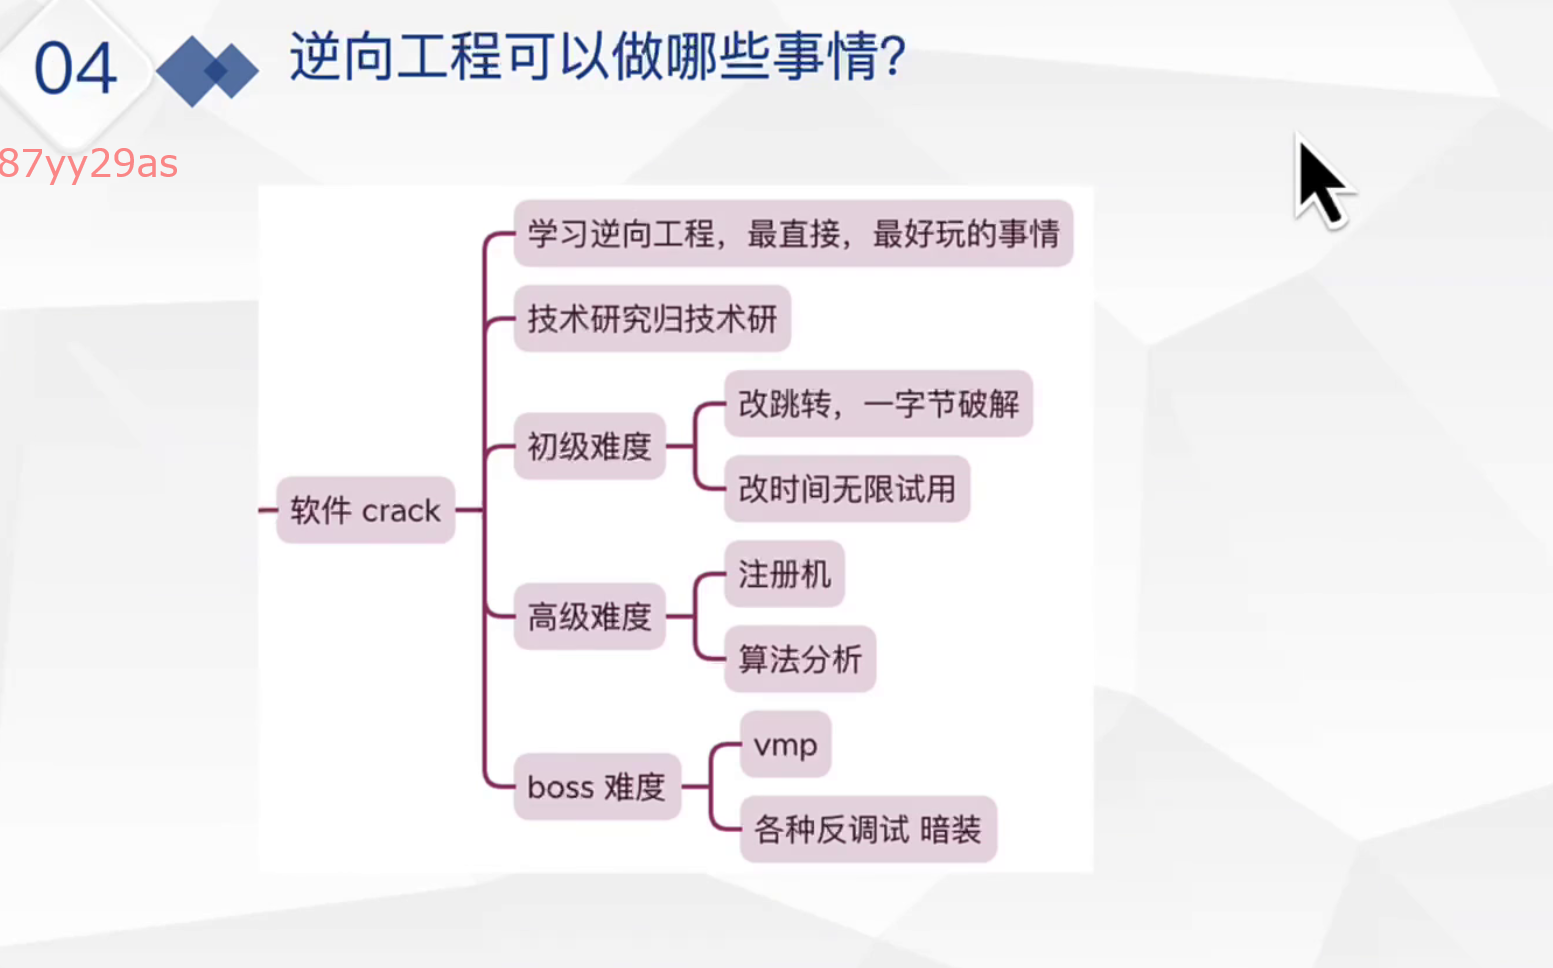 04
逆向工程可以做哪些事情?
87yy29as
学习逆向工程，最直接，最好玩的事情
技术研究归技术研
初级难度
改跳转，一字节破解
改时间无限试用
软件 crack
高级难度
注册机
算法分析
boss 难度
vmp
各种反调试 暗装